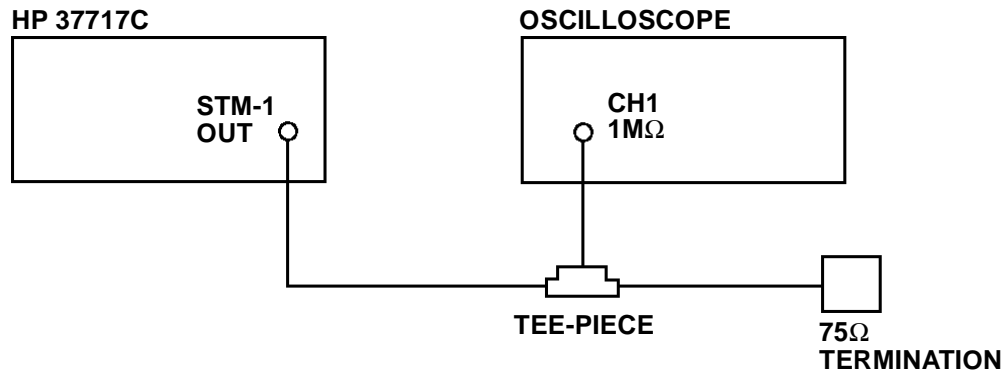 HP 37717C
OSCILLOSCOPE
STM-1
OUT
CH1
1MΩ
TEE-PIECE
75Ω
TERMINATION